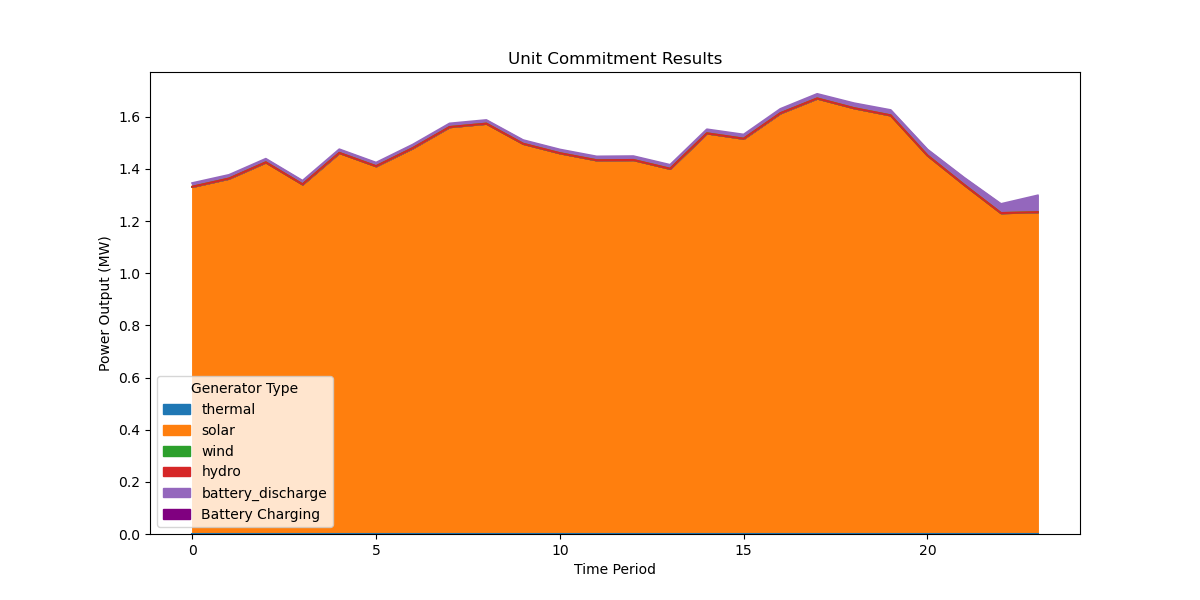 Unit Commitment Results
Power Output (MW)
1.6
1.4
1.2
1.0
0.8
0.6
0.4
0.2
0.0
Generator Type
thermal
solar
wind
hydro
battery_discharge
Battery Charging
0 5 10 15 20
Time Period